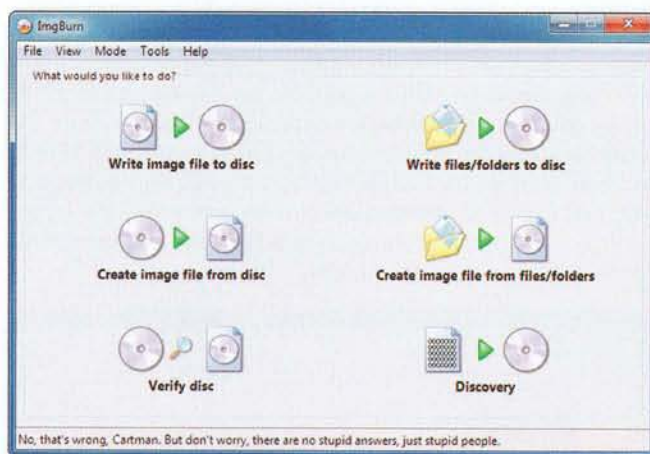 ImgBurn
File View Mode Tools Help
What would you like to do?
Write image file to disc
Write files/folders to disc
Create image file from disc
Create image file from files/folders
Verify disc
Discovery
No, that's wrong, Cartman. But don't worry, there are no stupid answers, just stupid people.